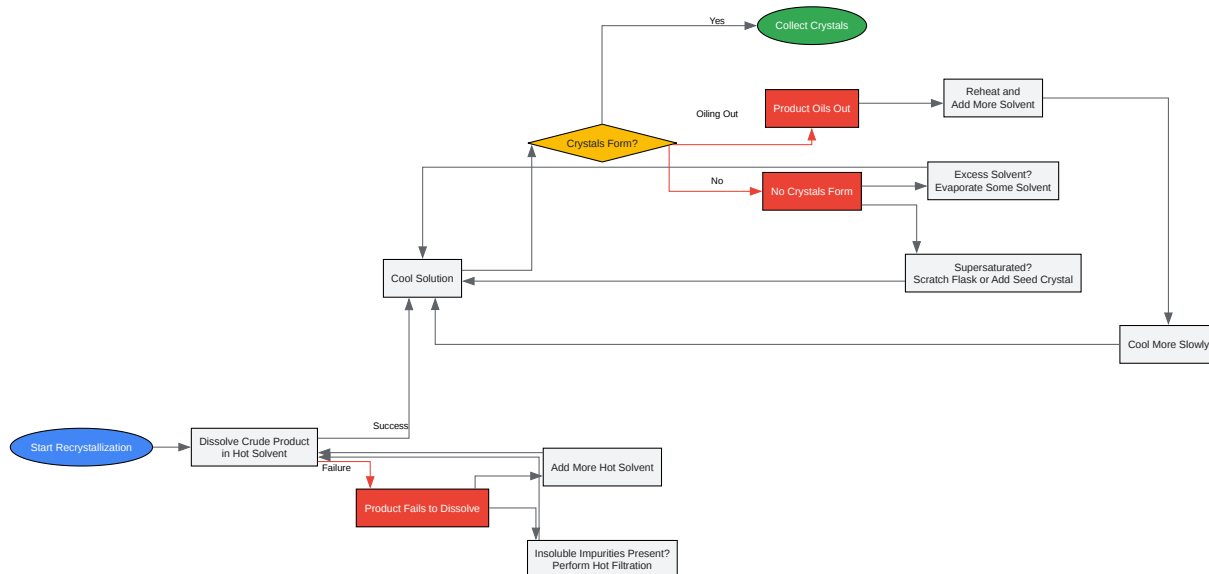 Yes
Collect Crystals
Reheat and
Add More Solvent
Product Oils Out
Oiling Out
Crystals Form?
Excess Solvent?
Evaporate Some Solvent
No
No Crystals Form
Cool Solution
Supersaturated?
Scratch Flask or Add Seed Crystal
Cool More Slowly
Success
Start Recrystallization
Dissolve Crude Product
in Hot Solvent
Failure
Add More Hot Solvent
Product Fails to Dissolve
Insoluble Impurities Present?
Perform Hot Filtration